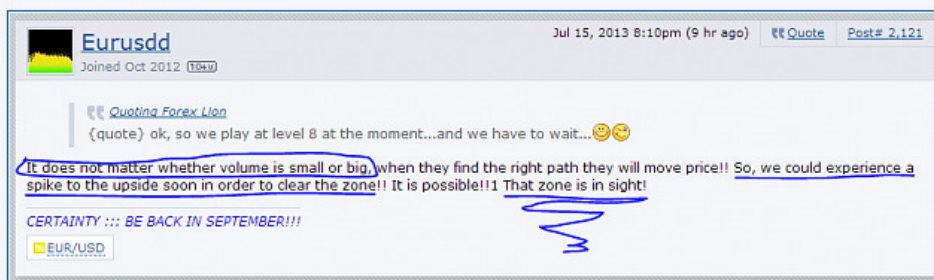 Eurusdd
Jul 15, 2013 8:10pm (9 hr ago)
Quote
Post# 2,121
Joined Oct 2012
Quoting Forex Lion
{quote} ok, so we play at level 8 at the moment...and we have to wait...
It does not matter whether volume is small or big, when they find the right path they will move price!! So, we could experience a
spike to the upside soon in order to clear the zone!! It is possible!!1 That zone is in sight!
CERTAINTY ::: BE BACK IN SEPTEMBER!!!
EUR/USD